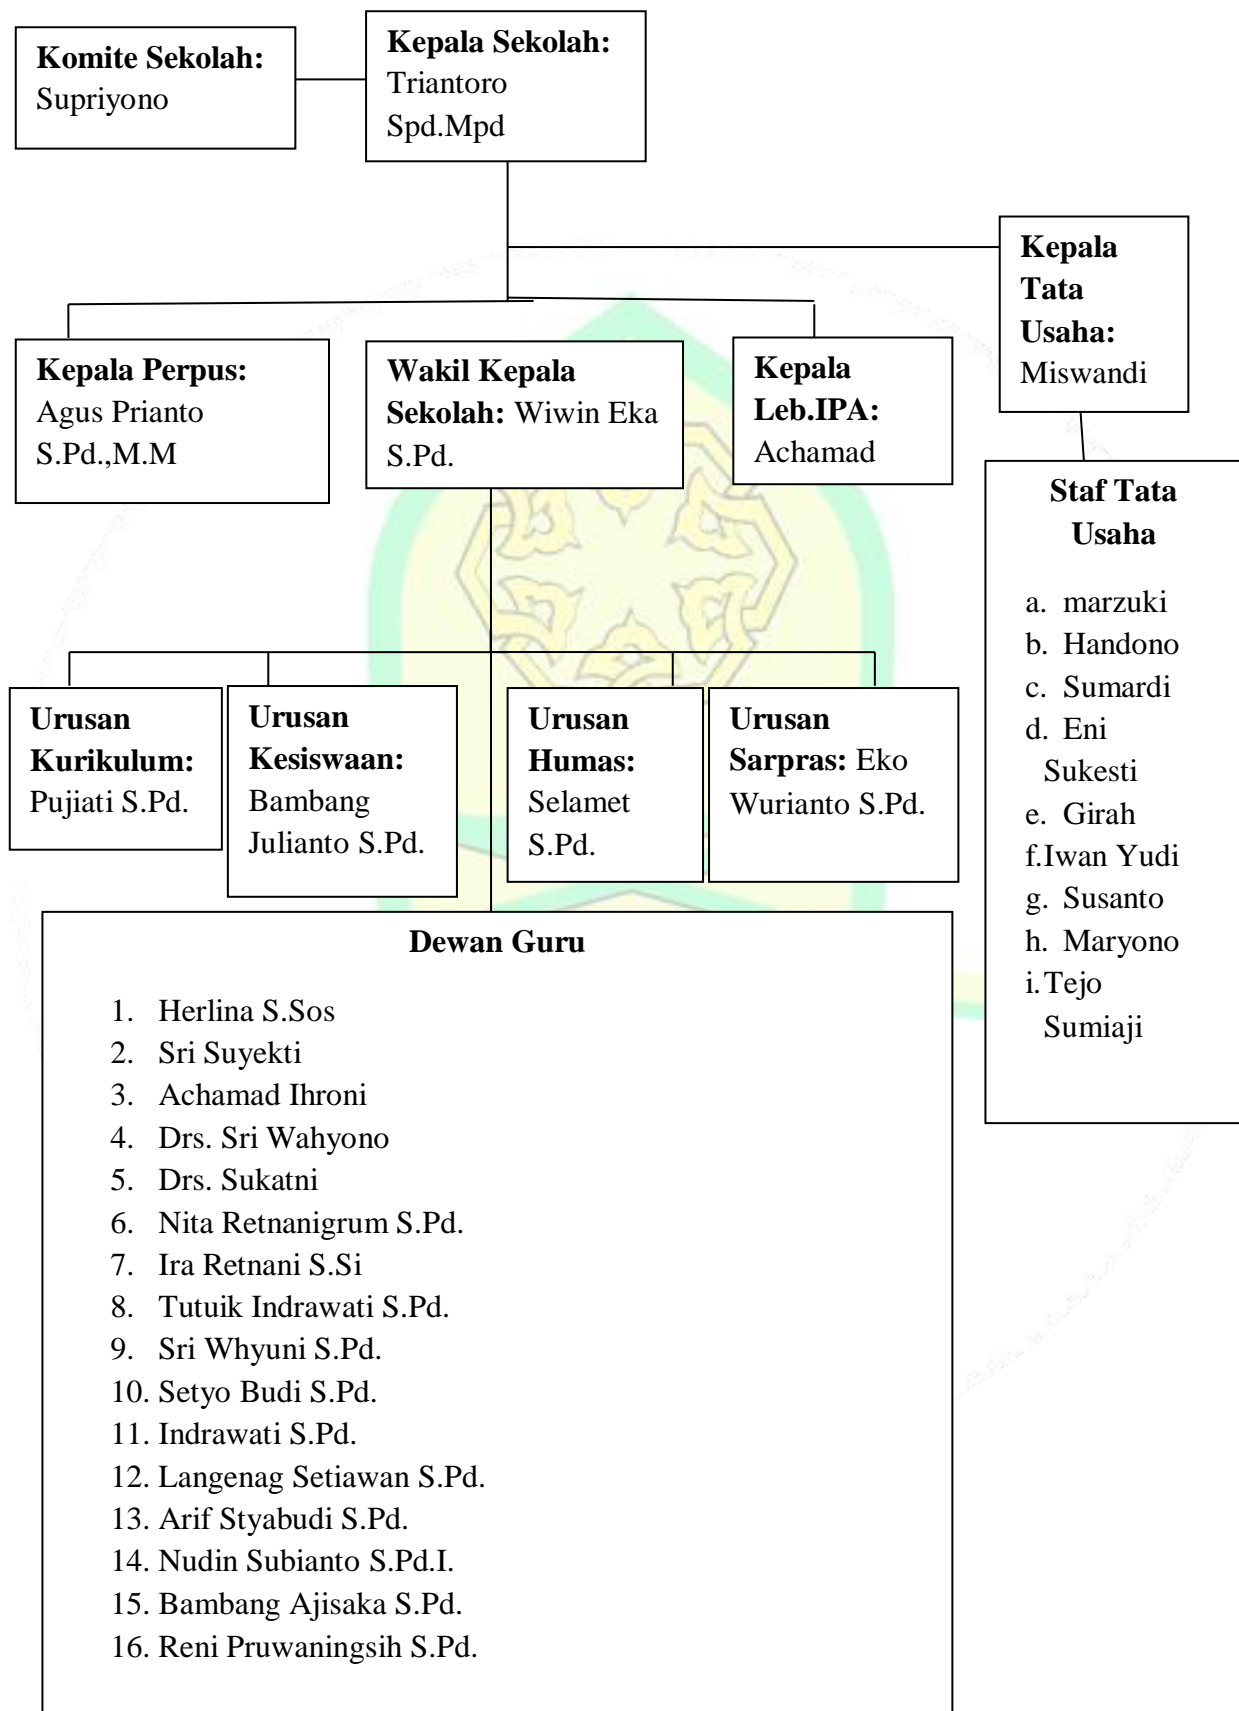 Komite Sekolah:
Supriyono
Kepala Sekolah:
Triantoro
Spd.Mpd
Kepala
Tata
Usaha:
Miswandi
Kepala Perpus:
Agus Prianto
S.Pd.,M.M
Wakil Kepala
Sekolah: Wiwin Eka
S.Pd.
Kepala
Leb.IPA:
Achamad
Staf Tata
Usaha
a. marzuki
b. Handono
c. Sumardi
d. Eni
Sukesti
e. Girah
f.Iwan Yudi
g. Susanto
h. Maryono
i.Tejo
Sumiaji
Urusan
Kurikulum:
Pujiati S.Pd.
Urusan
Kesiswaan:
Bambang
Julianto S.Pd.
Urusan
Humas:
Selamet
S.Pd.
Urusan
Sarpras: Eko
Wurianto S.Pd.
Dewan Guru
1. Herlina S.Sos
2. Sri Suyekti
3. Achamad Ihroni
4. Drs. Sri Wahyono
5. Drs. Sukatni
6. Nita Retnanigrum S.Pd.
7. Ira Retnani S.Si
8. Tutuik Indrawati S.Pd.
9. Sri Whyuni S.Pd.
10. Setyo Budi S.Pd.
11. Indrawati S.Pd.
12. Langenag Setiawan S.Pd.
13. Arif Styabudi S.Pd.
14. Nudin Subianto S.Pd.I.
15. Bambang Ajisaka S.Pd.
16. Reni Pruwaningsih S.Pd.